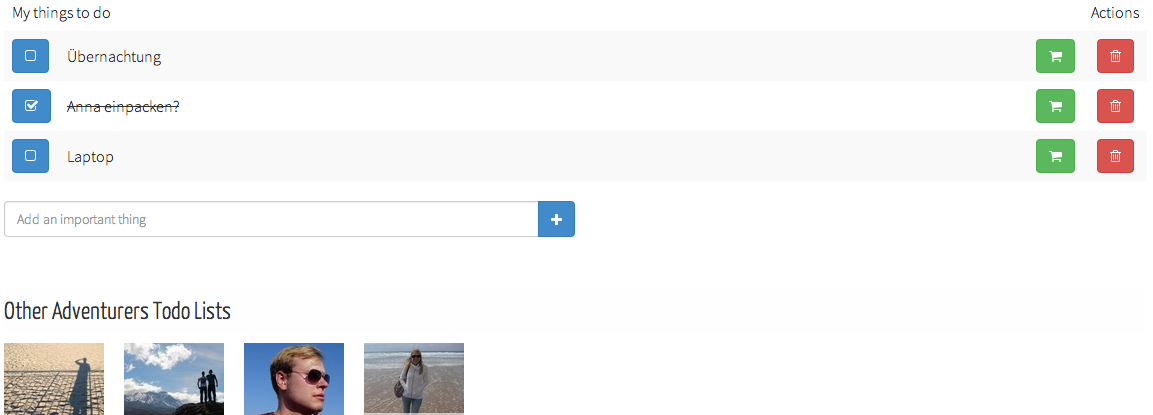 My things to do Actions
Übernachtung
Anna einpacken?
Laptop
Add an important thing
Other Adventurers Todo Lists